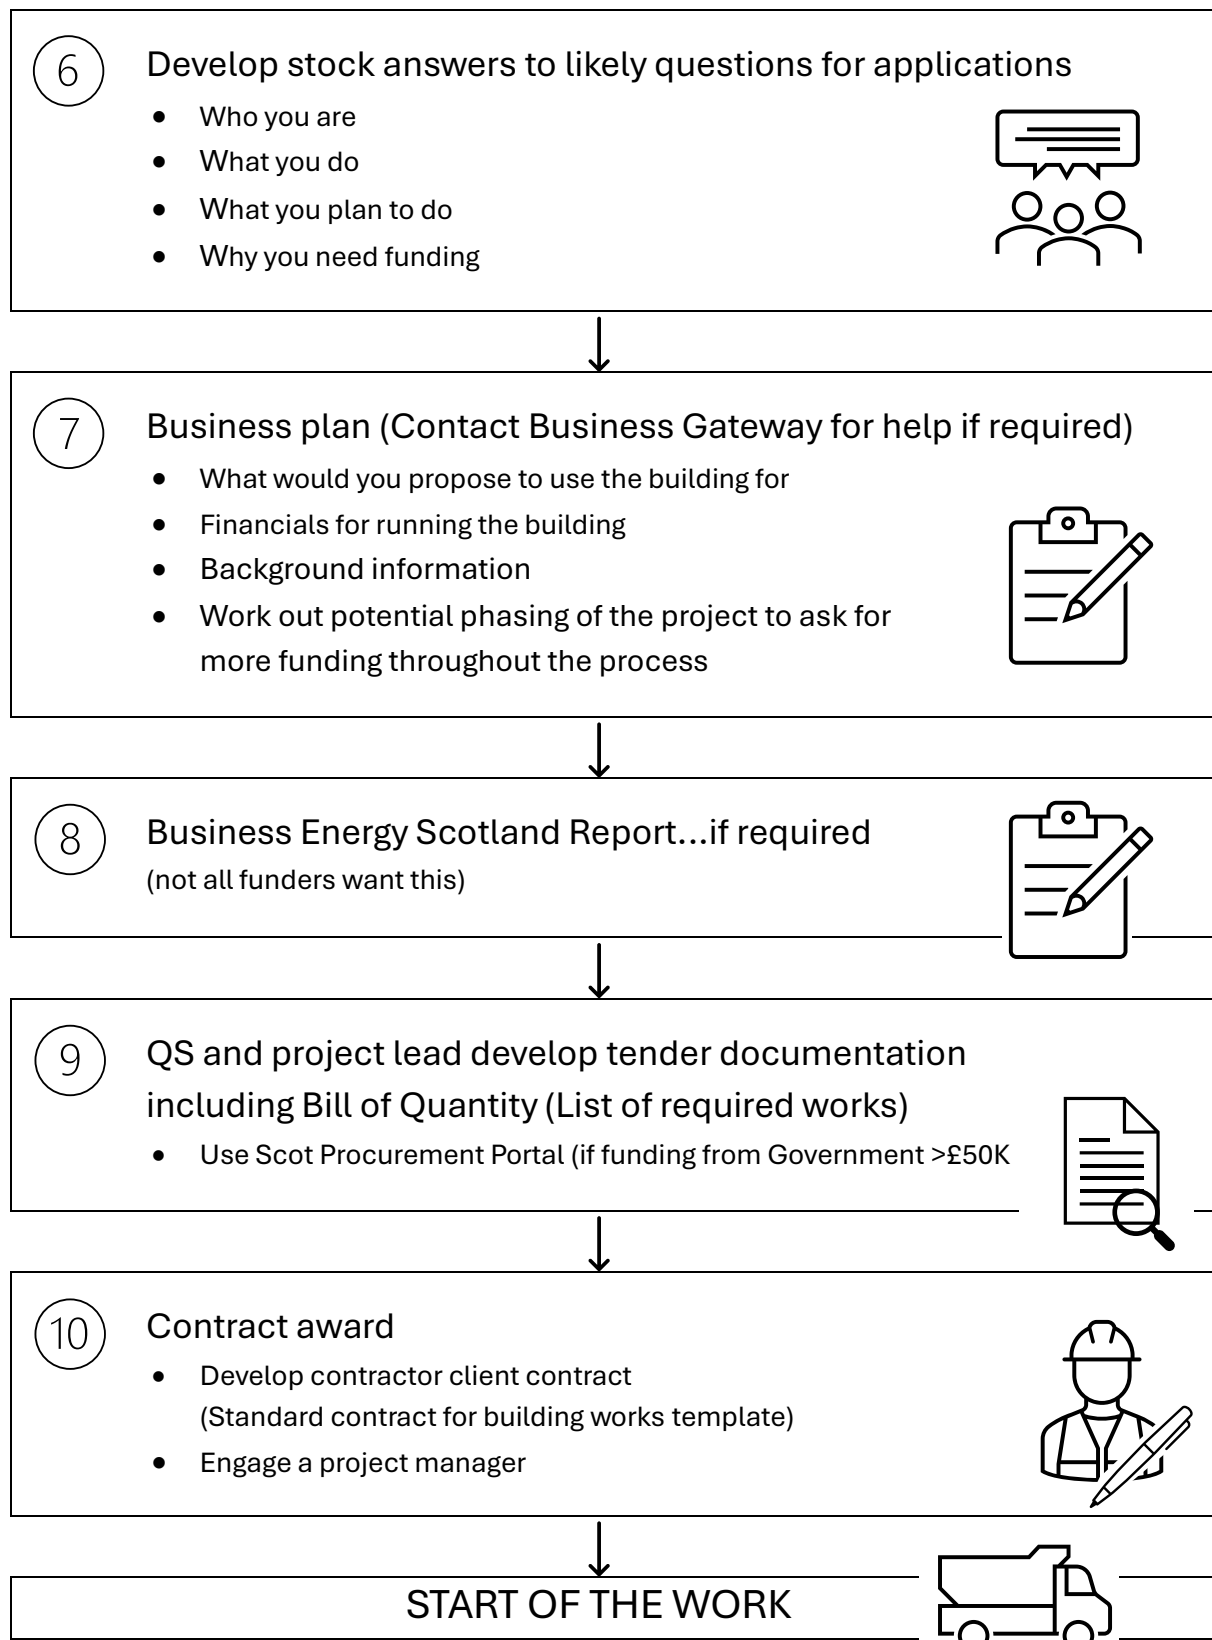 6
Develop stock answers to likely questions for applications
• Who you are
• What you do
• What you plan to do
• Why you need funding
7
Business plan (Contact Business Gateway for help if required)
• What would you propose to use the building for
• Financials for running the building
• Background information
• Work out potential phasing of the project to ask for
more funding throughout the process
8
Business Energy Scotland Report...if required
(not all funders want this)
9
QS and project lead develop tender documentation
including Bill of Quantity (List of required works)
• Use Scot Procurement Portal (if funding from Government >£50K
10
Contract award
• Develop contractor client contract
(Standard contract for building works template)
• Engage a project manager
START OF THE WORK